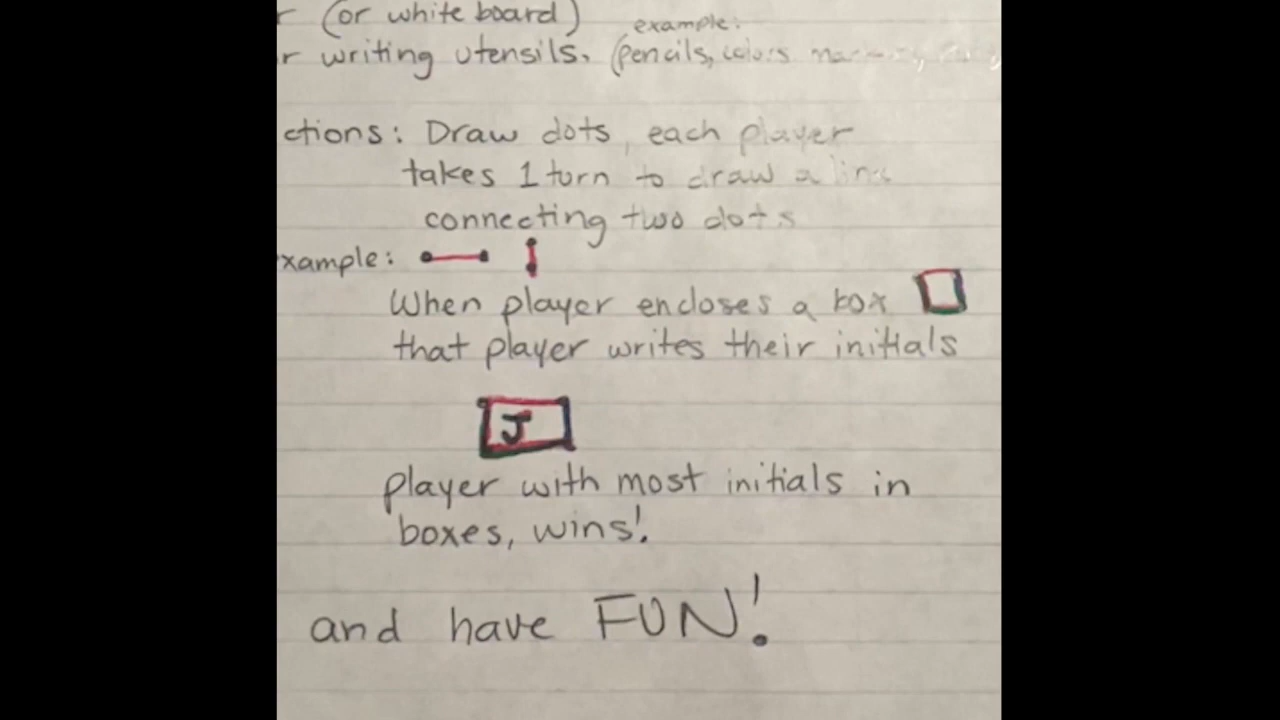 r (or white board)
example:
r writing utensils. (pencils, colors
ctions: Draw dots, each player
takes 1 turn to draw a line
connecting two dots
xample:
When player encloses a box
that player writes their initials
J
player with most initials in
boxes, wins!
and have FUN!